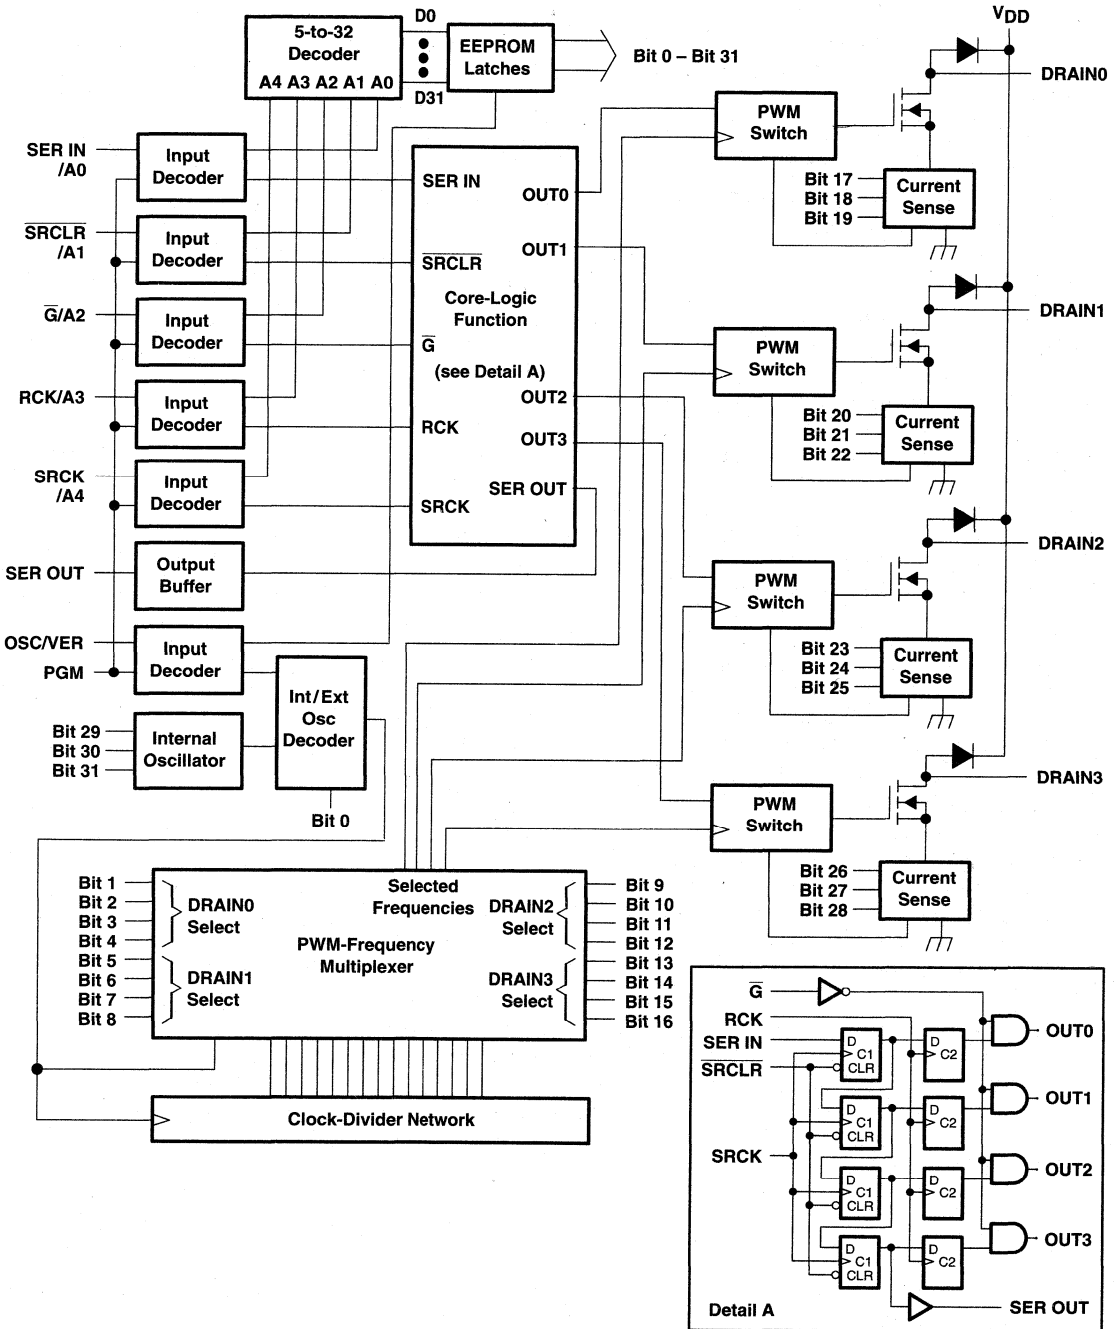 5-to-32
Decoder
A4 A3 A2 A1 A0
D0
D31
EEPROM
Latches
Bit 0 – Bit 31
VDD
SER IN
/A0
Input
Decoder
SRCLR
/A1
Input
Decoder
G/A2
Input
Decoder
RCK/A3
Input
Decoder
SRCK
/A4
Input
Decoder
SER OUT
Output
Buffer
OSC/VER
PGM
Input
Decoder
Bit 29
Bit 30
Bit 31
Internal
Oscillator
Int/Ext
Osc
Decoder
Bit 0
SER IN
SRCLR
Core-Logic
Function
G
(see Detail A)
RCK
SRCK
OUT0
OUT1
OUT2
OUT3
SER OUT
PWM
Switch
DRAIN0
Bit 17
Bit 18
Bit 19
Current
Sense
PWM
Switch
DRAIN1
Bit 20
Bit 21
Bit 22
Current
Sense
PWM
Switch
DRAIN2
Bit 23
Bit 24
Bit 25
Current
Sense
PWM
Switch
DRAIN3
Bit 26
Bit 27
Bit 28
Current
Sense
Bit 1
Bit 2
Bit 3
Bit 4
Bit 5
Bit 6
Bit 7
Bit 8
DRAIN0
Select
DRAIN1
Select
Selected
Frequencies
PWM-Frequency
Multiplexer
DRAIN2
Select
DRAIN3
Select
Bit 9
Bit 10
Bit 11
Bit 12
Bit 13
Bit 14
Bit 15
Bit 16
Clock-Divider Network
G
RCK
SER IN
SRCLR
SRCK
D
C1
CLR
D
C2
OUT0
D
C1
CLR
D
C2
OUT1
D
C1
CLR
D
C2
OUT2
D
C1
CLR
D
C2
OUT3
SER OUT
Detail A